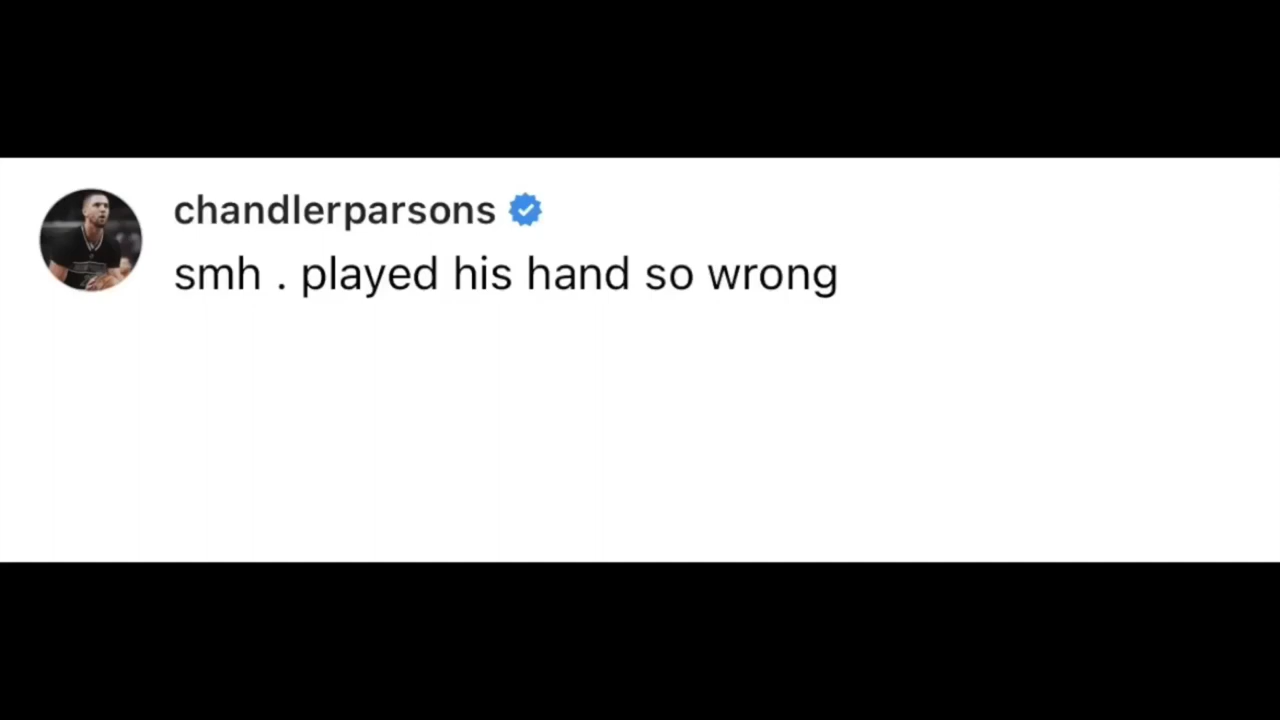 chandlerparsons
smh . played his hand so wrong